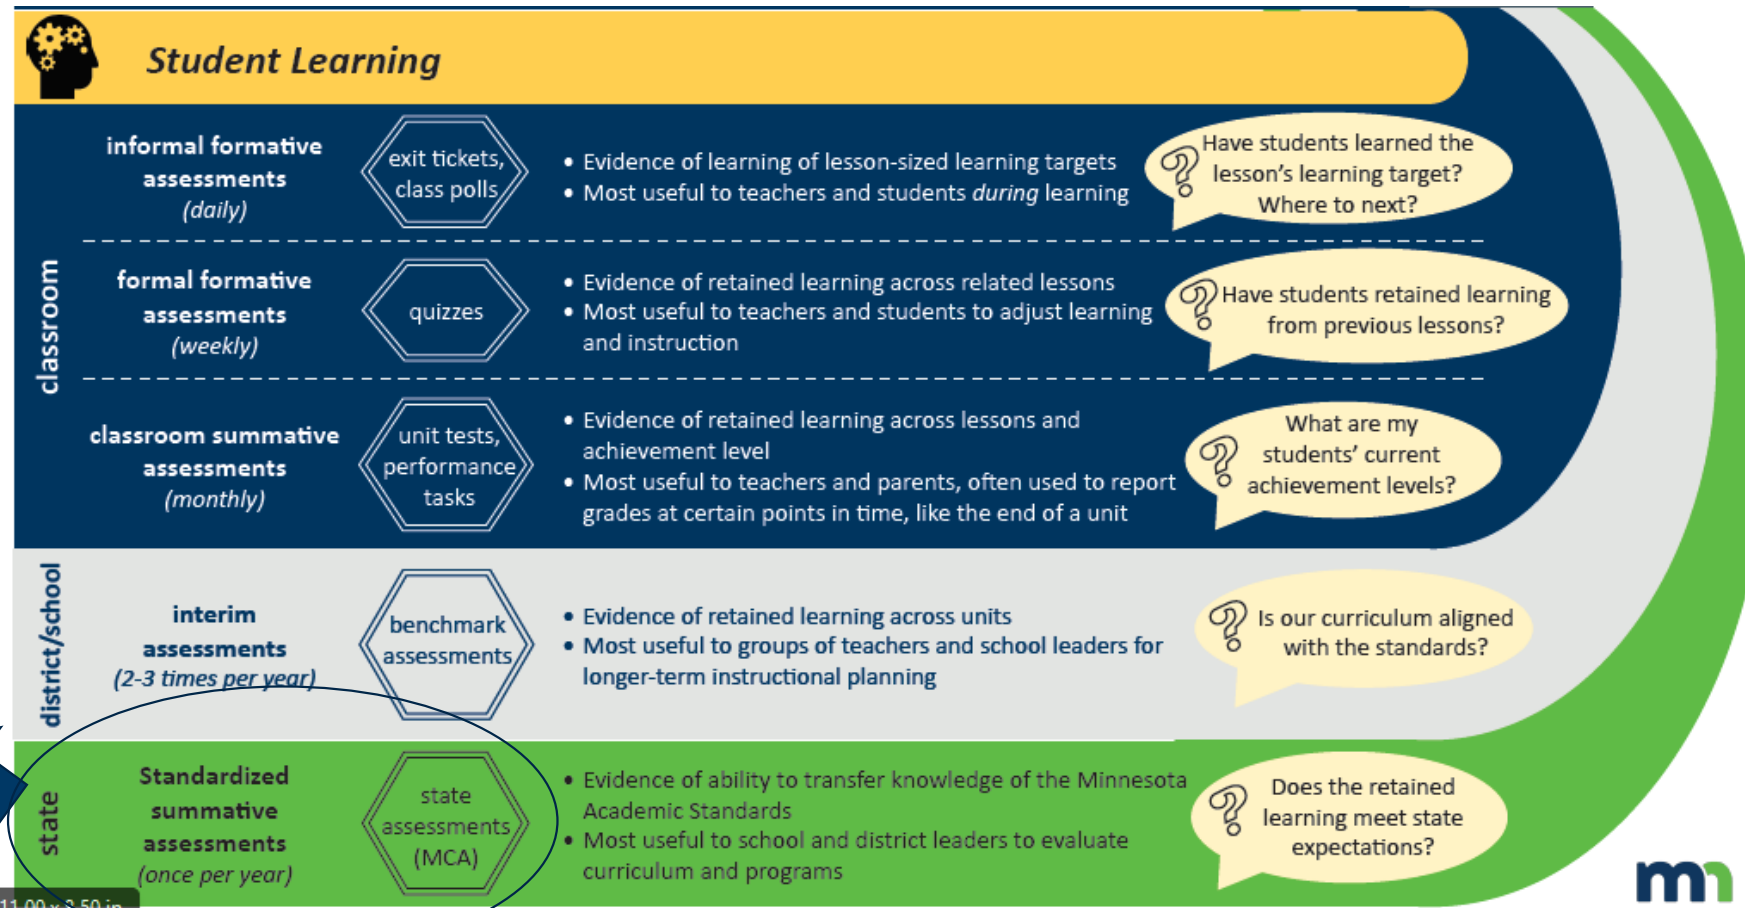 Student Learning
classroom
informal formative
assessments
(daily)
exit tickets,
class polls
• Evidence of learning of lesson-sized learning targets
• Most useful to teachers and students during learning
Have students learned the
lesson's learning target?
Where to next?
formal formative
assessments
(weekly)
quizzes
• Evidence of retained learning across related lessons
• Most useful to teachers and students to adjust learning
and instruction
Have students retained learning
from previous lessons?
classroom summative
assessments
(monthly)
unit tests,
performance
tasks
• Evidence of retained learning across lessons and
achievement level
• Most useful to teachers and parents, often used to report
grades at certain points in time, like the end of a unit
What are my
students' current
achievement levels?
district/school
interim
assessments
(2-3 times per year)
benchmark
assessments
• Evidence of retained learning across units
• Most useful to groups of teachers and school leaders for
longer-term instructional planning
Is our curriculum aligned
with the standards?
state
Standardized
summative
assessments
(once per year)
state
assessments
(MCA)
• Evidence of ability to transfer knowledge of the Minnesota
Academic Standards
• Most useful to school and district leaders to evaluate
curriculum and programs
Does the retained
learning meet state
expectations?
mn